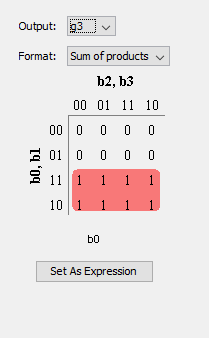 Output: g3
Format: Sum of products
b2, b3
00 01 11 10
b0, b1
00 0 0 0 0
01 0 0 0 0
11 1 1 1 1
10 1 1 1 1
b0
Set As Expression